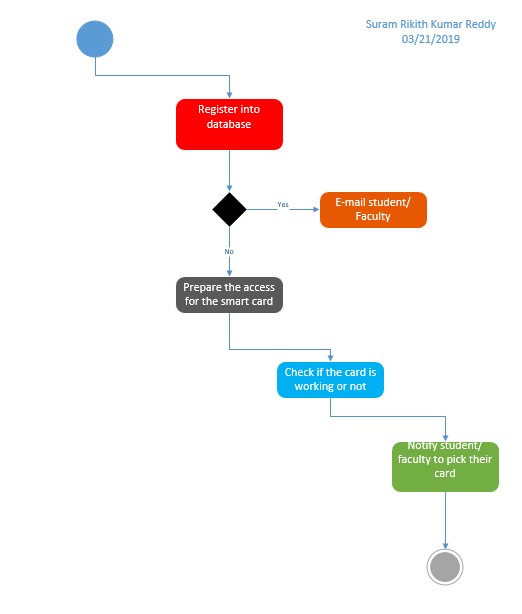 Suram Rikith Kumar Reddy
03/21/2019
Register into
database
Yes
E-mail student/
Faculty
No
Prepare the access
for the smart card
Check if the card is
working or not
Notify student/
faculty to pick their
card